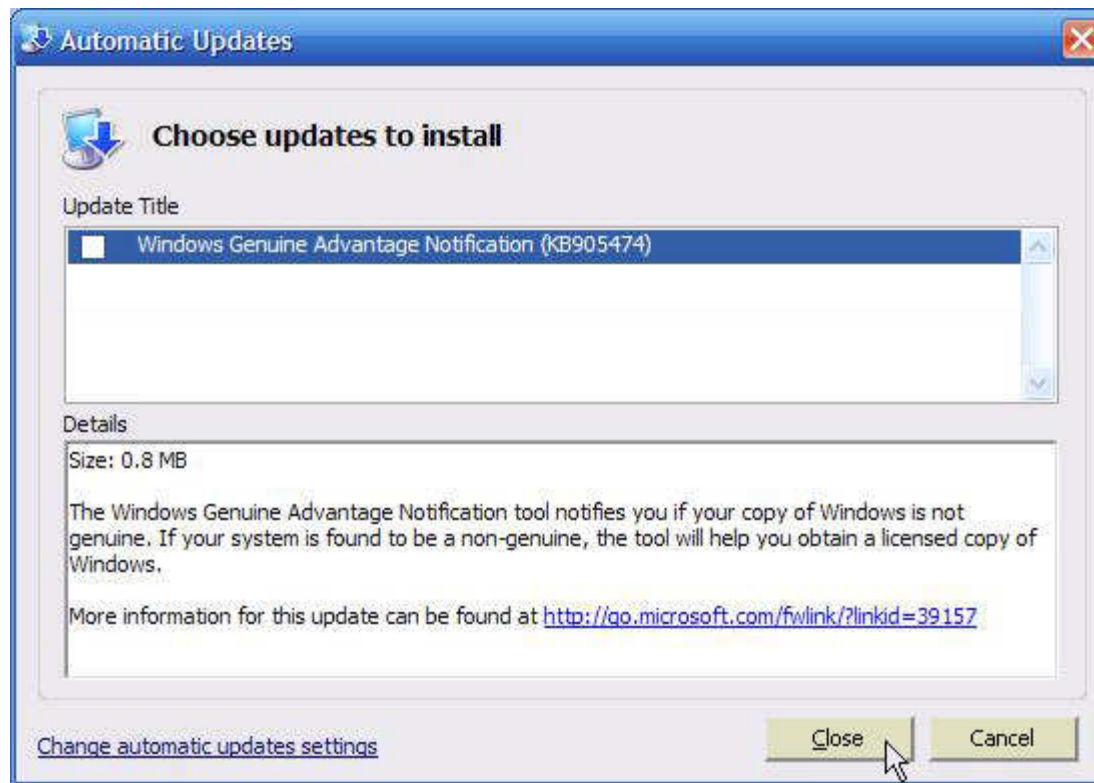 Automatic Updates
Choose updates to install
Update Title
Windows Genuine Advantage Notification (KB905474)
Details
Size: 0.8 MB
The Windows Genuine Advantage Notification tool notifies you if your copy of Windows is not
genuine. If your system is found to be a non-genuine, the tool will help you obtain a licensed copy of
Windows.
More information for this update can be found at http://go.microsoft.com/fwlink/?linkid=39157
Change automatic updates settings
Close
Cancel